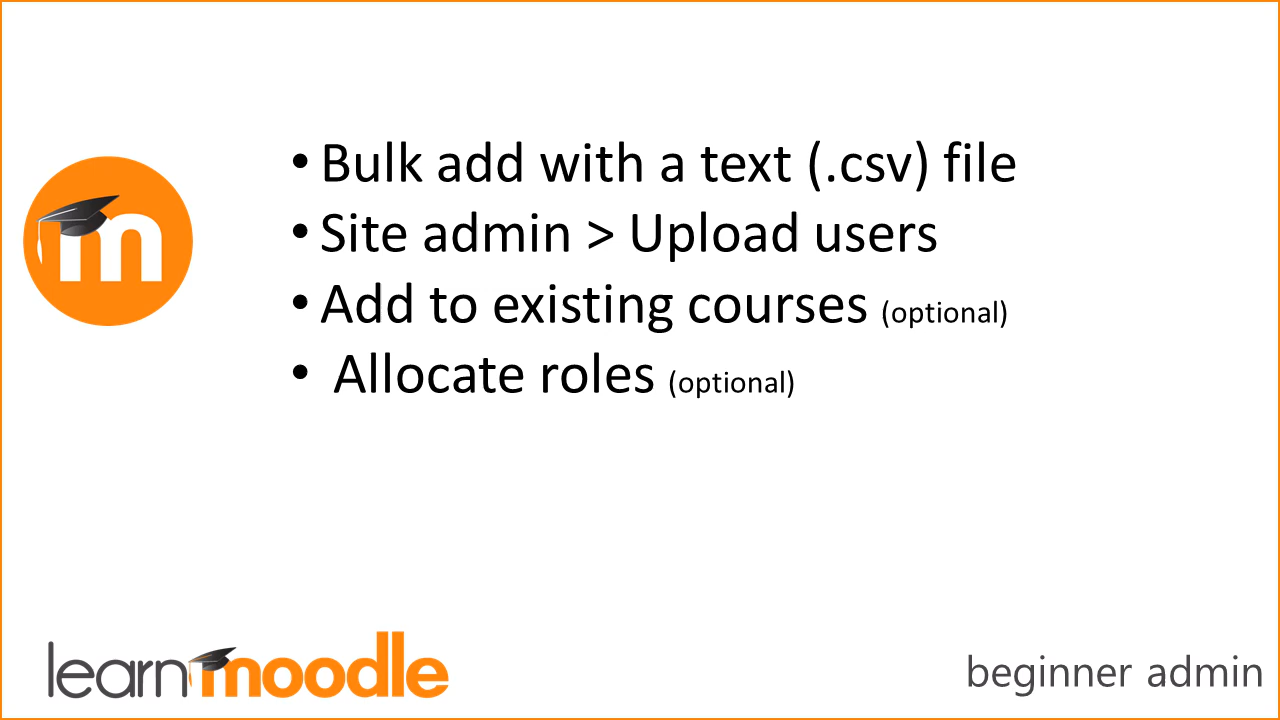 • Bulk add with a text (.csv) file
• Site admin > Upload users
• Add to existing courses (optional)
• Allocate roles (optional)
m
learnmoodle
beginner admin